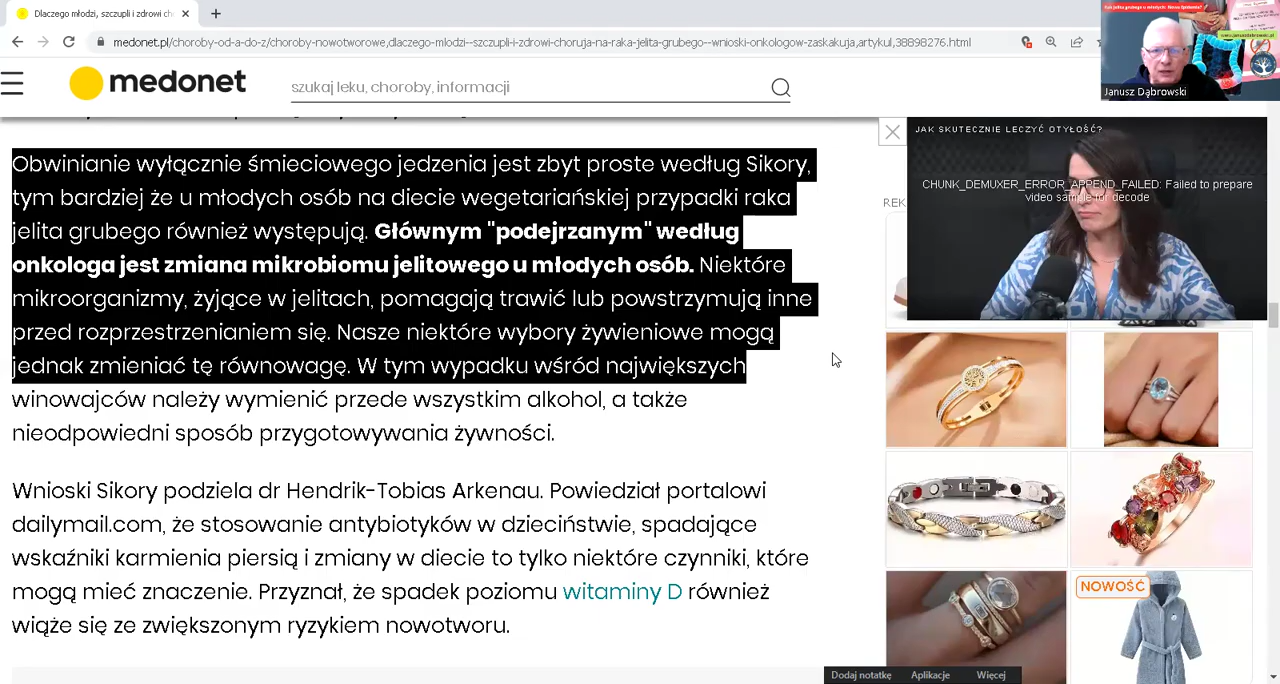 Dlaczego młodzi, szczupli i zdrowi cho
medonet.pl/choroby-od-a-do-z/choroby-nowotworowe,dlaczego-mlodzi--szczupli-i-zdrowi-choruja-na-raka-jelita-grubego--wnioski-onkologow-zaskakuja,artykul,38898276.html
Janusz Dąbrowski
medonet
szukaj leku, choroby, informacji
Obwinianie wyłącznie śmieciowego jedzenia jest zbyt proste według Sikory,
tym bardziej że u młodych osób na diecie wegetariańskiej przypadki raka
jelita grubego również występują. Głównym "podejrzanym" według
onkologa jest zmiana mikrobiomu jelitowego u młodych osób. Niektóre
mikroorganizmy, żyjące w jelitach, pomagają trawić lub powstrzymują inne
przed rozprzestrzenianiem się. Nasze niektóre wybory żywieniowe mogą
jednak zmieniać tę równowagę. W tym wypadku wśród największych
winowajców należy wymienić przede wszystkim alkohol, a także
nieodpowiedni sposób przygotowywania żywności.
Wnioski Sikory podziela dr Hendrik-Tobias Arkenau. Powiedział portalowi
dailymail.com, że stosowanie antybiotyków w dzieciństwie, spadające
wskaźniki karmienia piersią i zmiany w diecie to tylko niektóre czynniki, które
mogą mieć znaczenie. Przyznał, że spadek poziomu witaminy D również
wiąże się ze zwiększonym ryzykiem nowotworu.
JAK SKUTECZNIE LECZYĆ OTYŁOŚĆ?
CHUNK_DEMUXER_ERROR_APPEND_FAILED: Failed to prepare
video sample for decode
REK
NOWOŚĆ
Dodaj notatkę Aplikacje Więcej